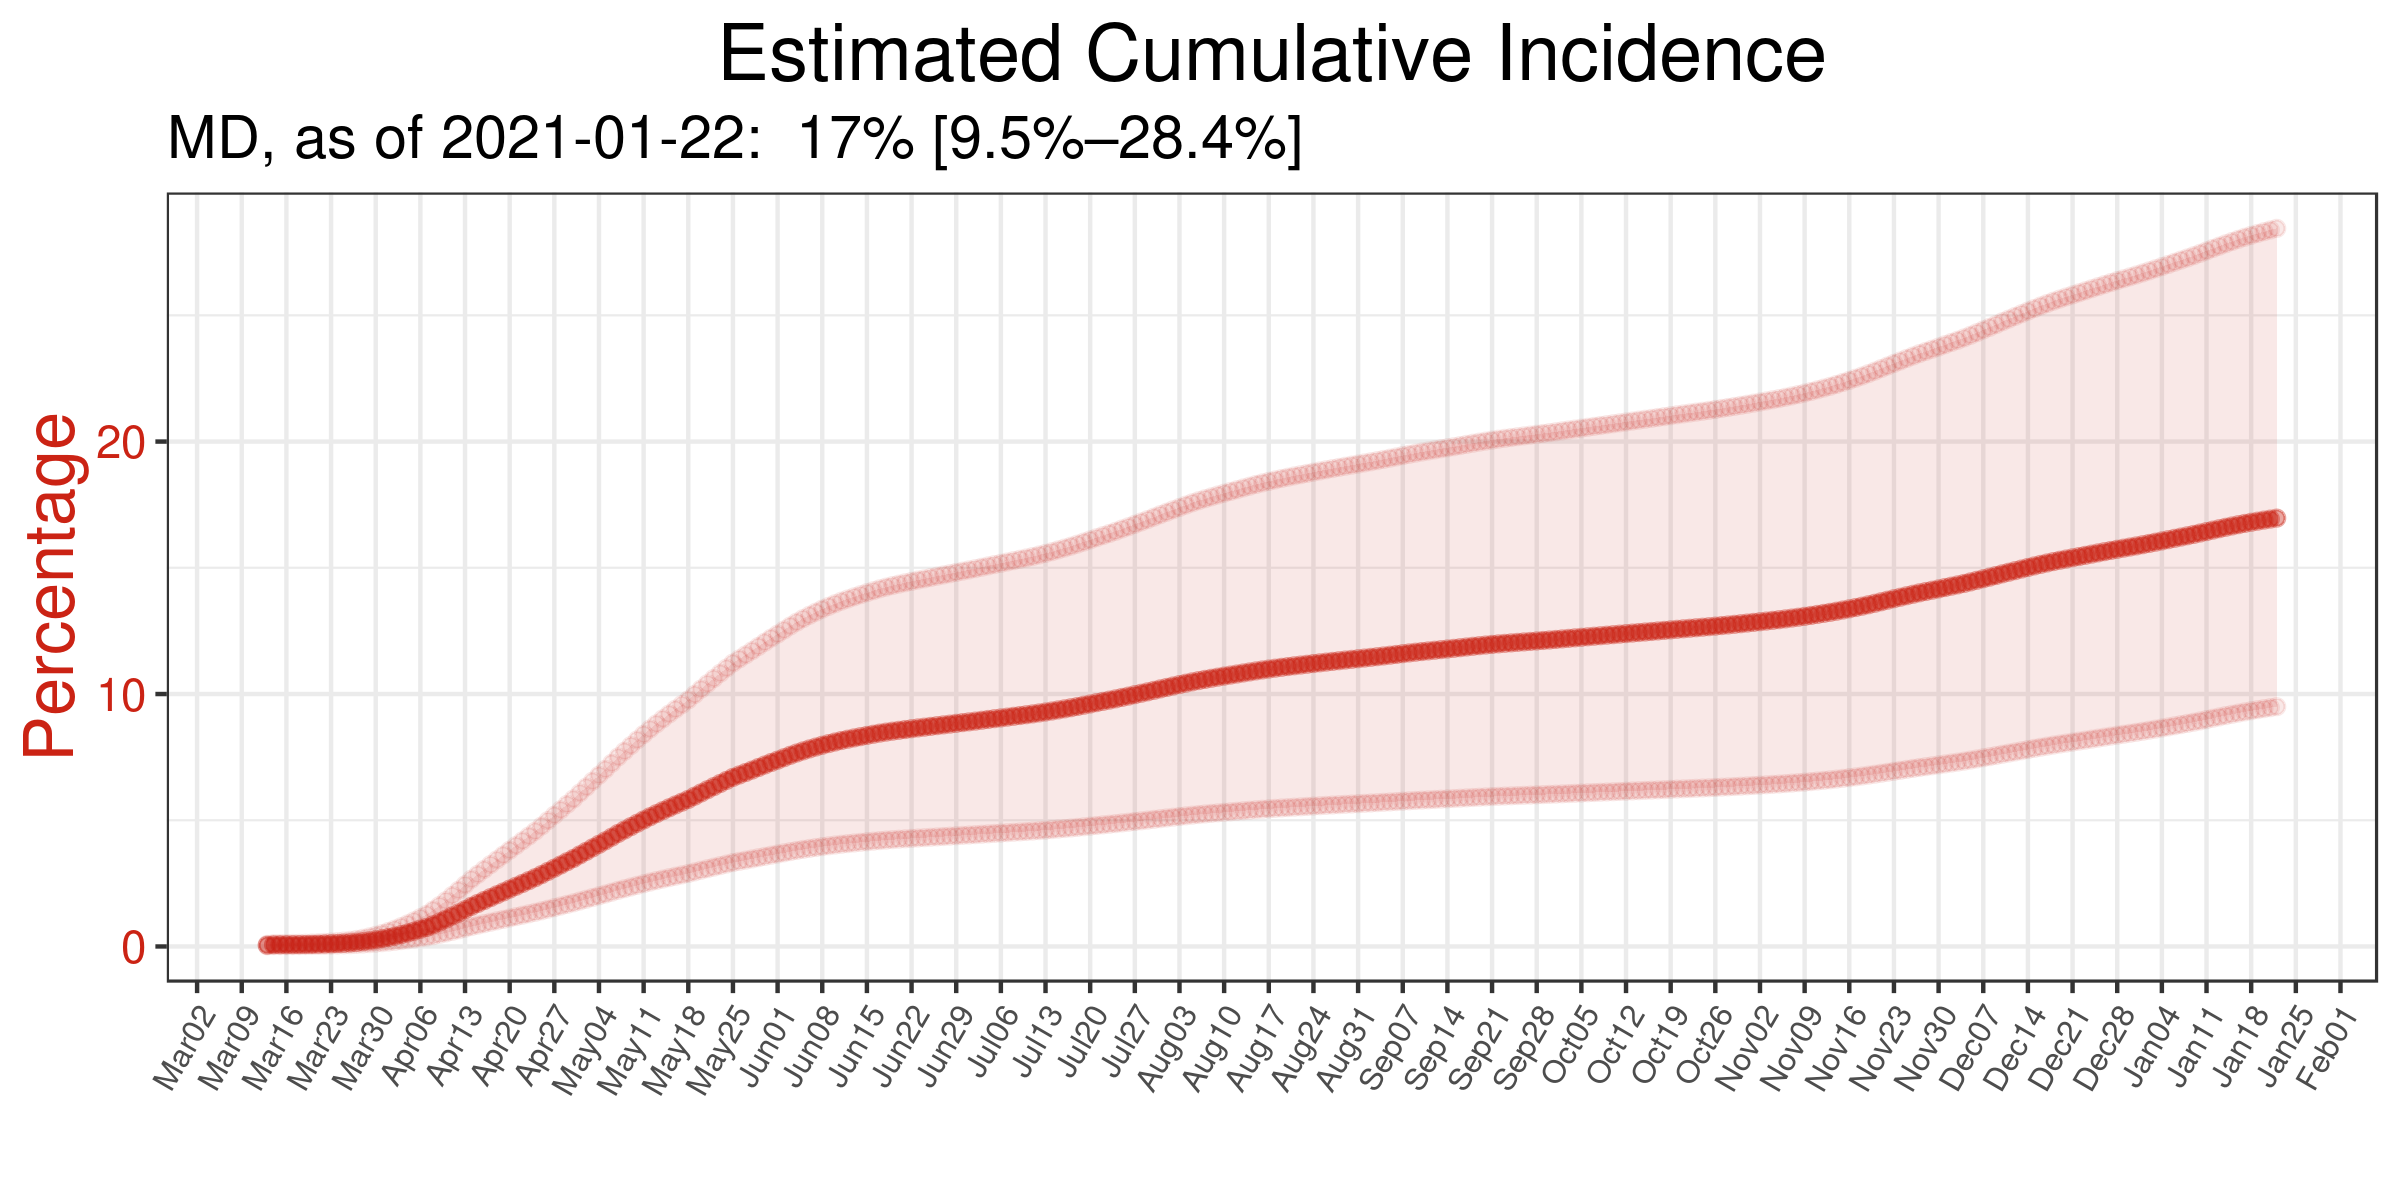 Estimated Cumulative Incidence
MD, as of 2021-01-22:  17% [9.5%–28.4%]
Percentage
20
10
0
Mar02 Mar09 Mar16 Mar23 Mar30 Apr06 Apr13 Apr20 Apr27 May04 May11 May18 May25 Jun01 Jun08 Jun15 Jun22 Jun29 Jul06 Jul13 Jul20 Jul27 Aug03 Aug10 Aug17 Aug24 Aug31 Sep07 Sep14 Sep21 Sep28 Oct05 Oct12 Oct19 Oct26 Nov02 Nov09 Nov16 Nov23 Nov30 Dec07 Dec14 Dec21 Dec28 Jan04 Jan11 Jan18 Jan25 Feb01